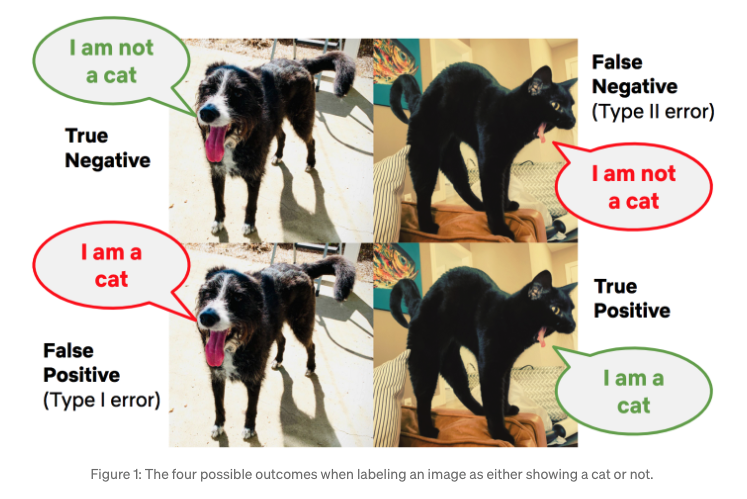 I am not
a cat
True
Negative
False
Negative
(Type II error)
I am not
a cat
I am a
cat
False
Positive
(Type I error)
True
Positive
I am a
cat
Figure 1: The four possible outcomes when labeling an image as either showing a cat or not.